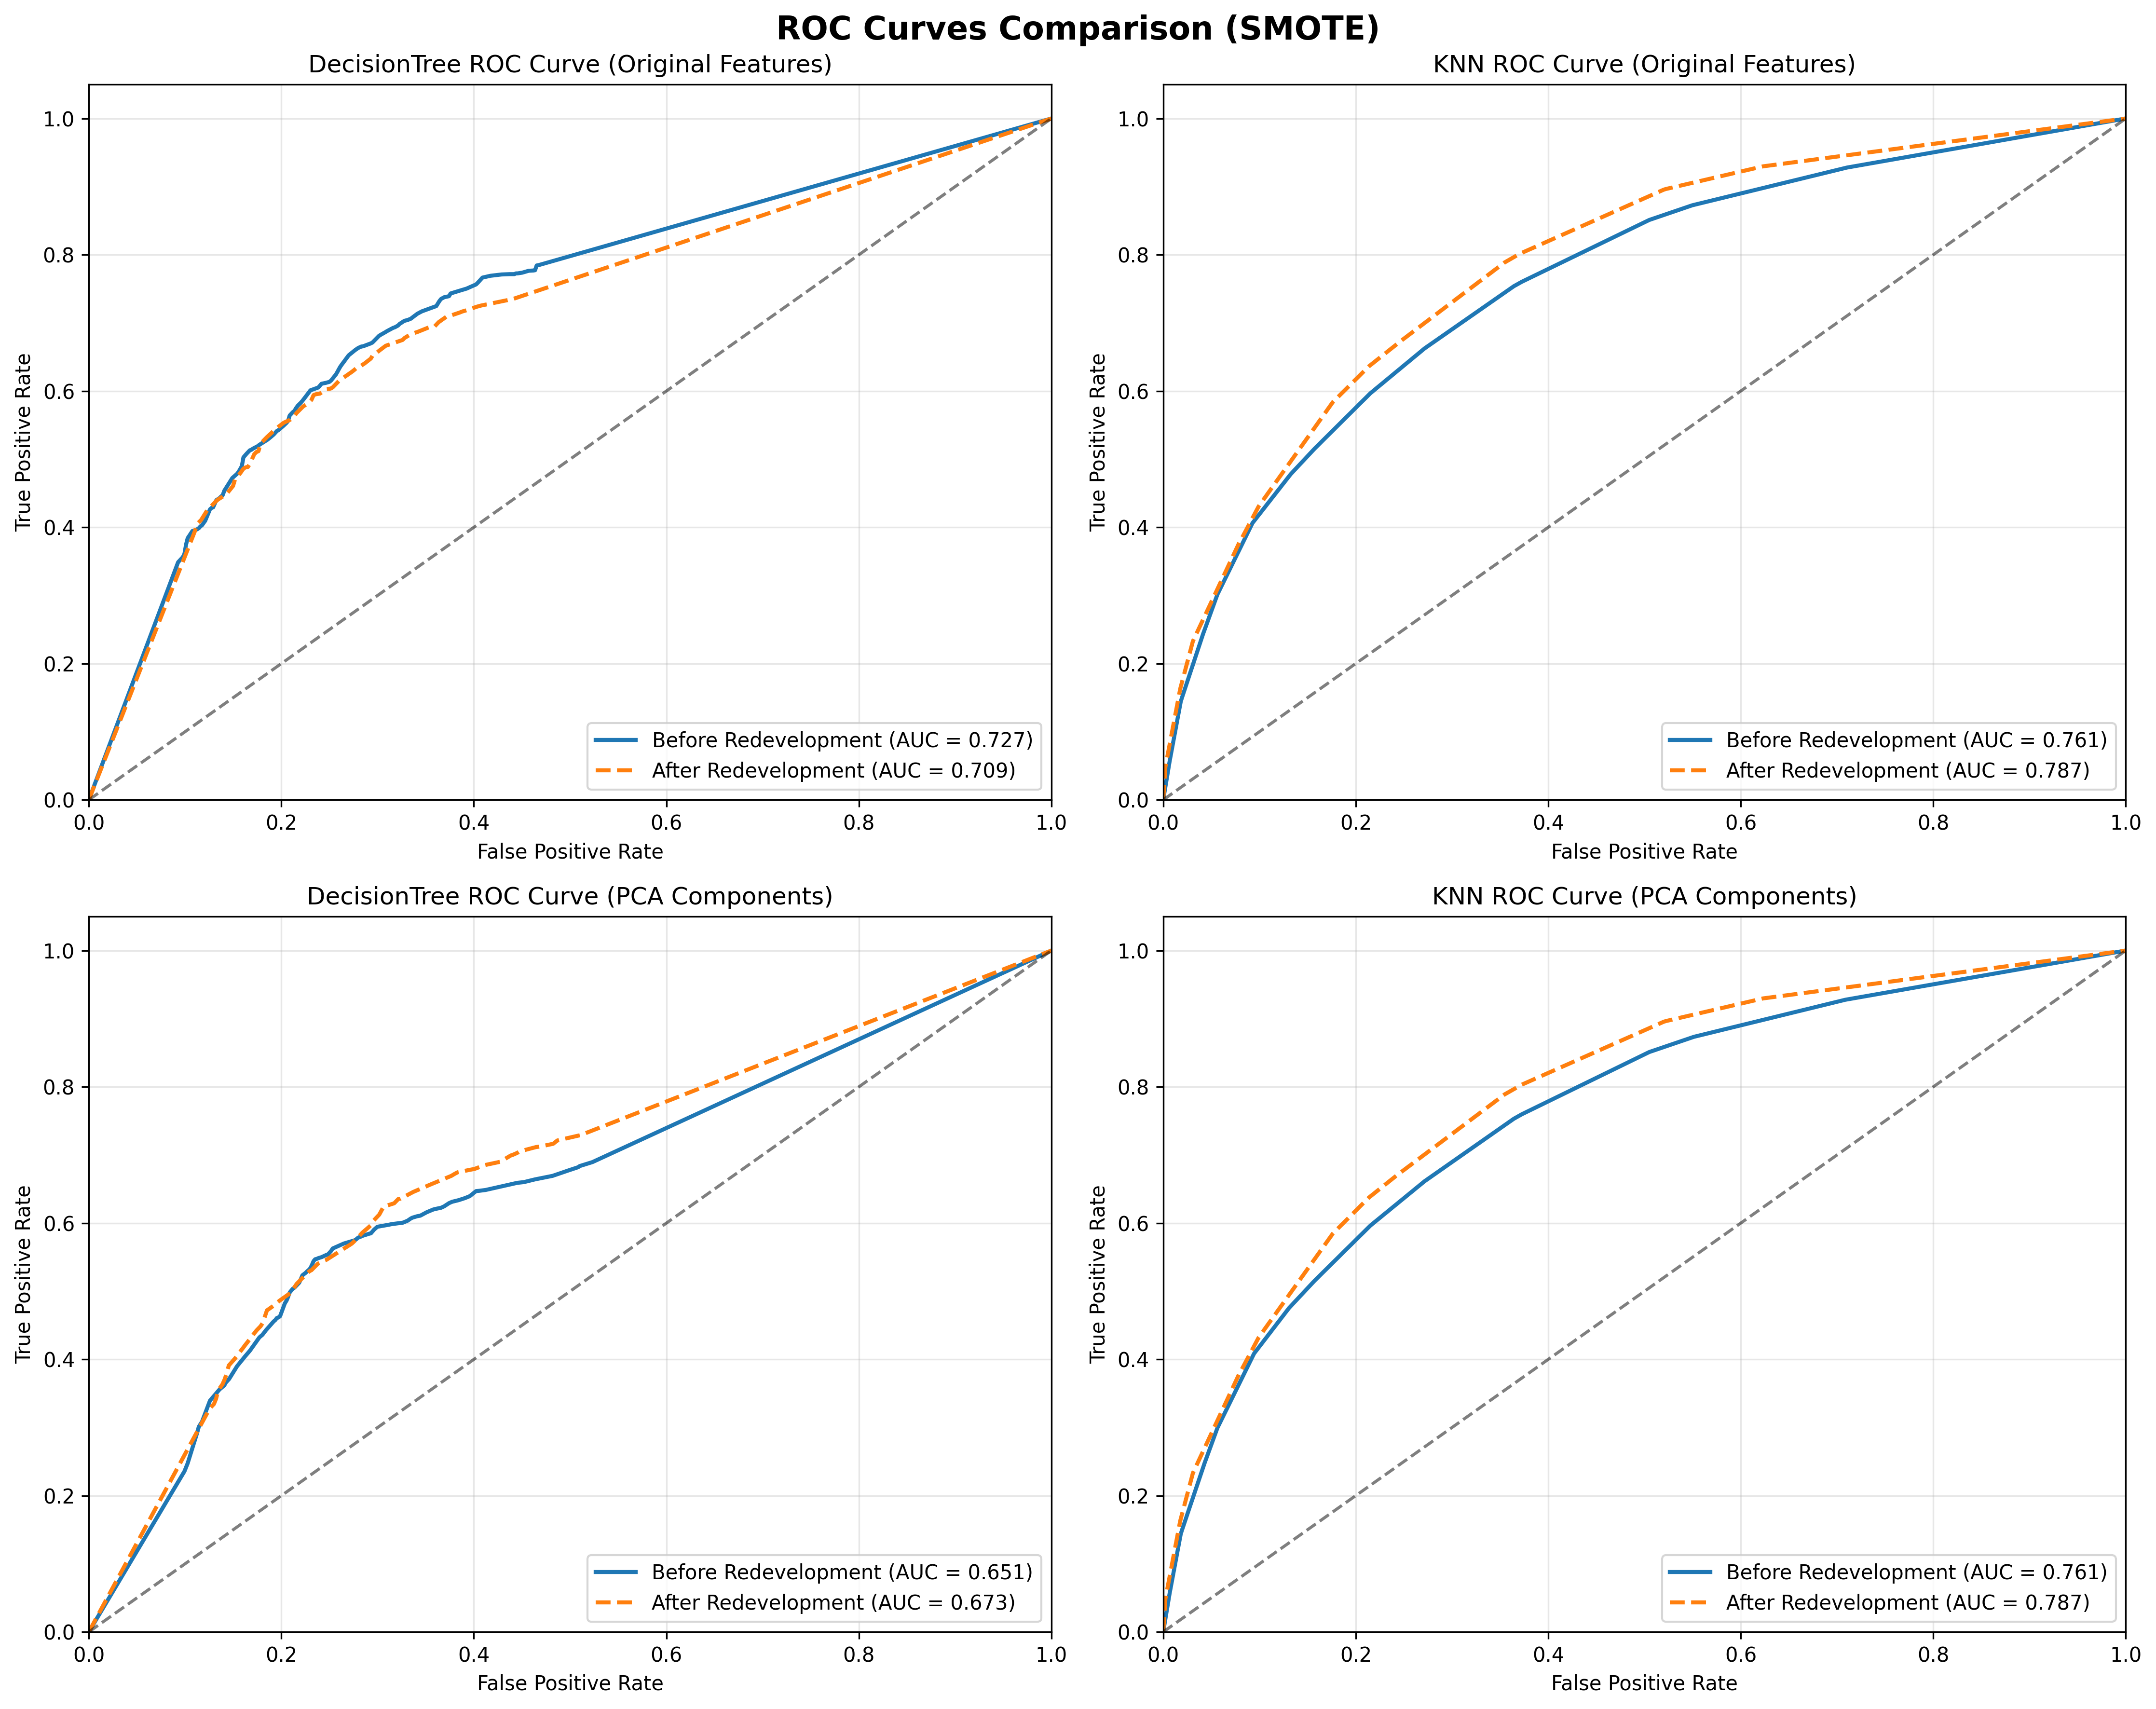 ROC Curves Comparison (SMOTE)
DecisionTree ROC Curve (Original Features)
1.0
0.8
0.6
0.4
0.2
0.0
True Positive Rate
Before Redevelopment (AUC = 0.727)
After Redevelopment (AUC = 0.709)
0.0 0.2 0.4 0.6 0.8 1.0
False Positive Rate
KNN ROC Curve (Original Features)
1.0
0.8
0.6
0.4
0.2
0.0
True Positive Rate
Before Redevelopment (AUC = 0.761)
After Redevelopment (AUC = 0.787)
0.0 0.2 0.4 0.6 0.8 1.0
False Positive Rate
DecisionTree ROC Curve (PCA Components)
1.0
0.8
0.6
0.4
0.2
0.0
True Positive Rate
Before Redevelopment (AUC = 0.651)
After Redevelopment (AUC = 0.673)
0.0 0.2 0.4 0.6 0.8 1.0
False Positive Rate
KNN ROC Curve (PCA Components)
1.0
0.8
0.6
0.4
0.2
0.0
True Positive Rate
Before Redevelopment (AUC = 0.761)
After Redevelopment (AUC = 0.787)
0.0 0.2 0.4 0.6 0.8 1.0
False Positive Rate